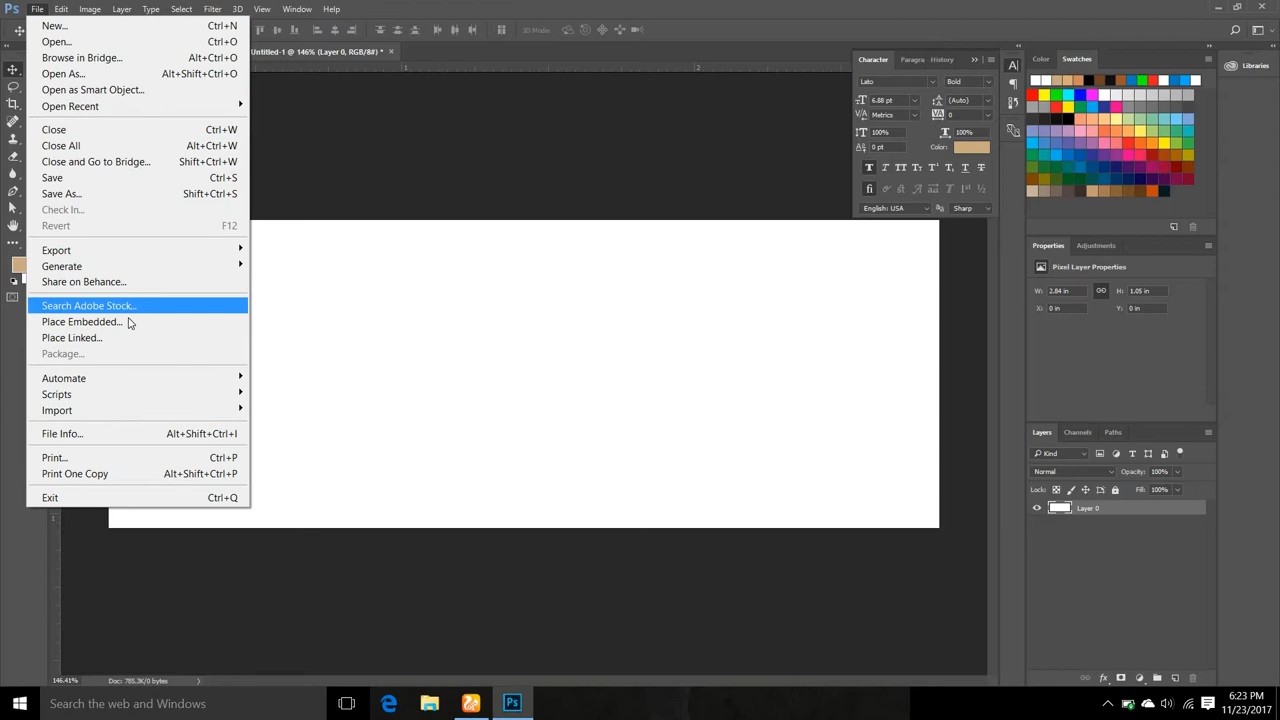 Ps File Edit Image Layer Type Select Filter 3D View Window Help
3D Mode:
Untitled-1 @ 146% (Layer 0, RGB/8#) * ×
New... Ctrl+N
Open... Ctrl+O
Browse in Bridge... Alt+Ctrl+O
Open As... Alt+Shift+Ctrl+O
Open as Smart Object...
Open Recent
Close Ctrl+W
Close All Alt+Ctrl+W
Close and Go to Bridge... Shift+Ctrl+W
Save Ctrl+S
Save As... Shift+Ctrl+S
Check In...
Revert F12
Export
Generate
Share on Behance...
Search Adobe Stock...
Place Embedded...
Place Linked...
Package...
Automate
Scripts
Import
File Info... Alt+Shift+Ctrl+I
Print... Ctrl+P
Print One Copy Alt+Shift+Ctrl+P
Exit Ctrl+Q
1 2
1
Character Paragra History
Lato Bold
6.88 pt (Auto)
Metrics 0
100% 100%
0 pt Color:
English: USA Sharp
Color Swatches
Libraries
Properties Adjustments
Pixel Layer Properties
W: 2.84 in H: 1.05 in
X: 0 in Y: 0 in
Layers Channels Paths
Kind
Normal Opacity: 100%
Lock: Fill: 100%
Layer 0
146.41% Doc: 785.3K/0 bytes
Search the web and Windows
Ps
6:23 PM
11/23/2017